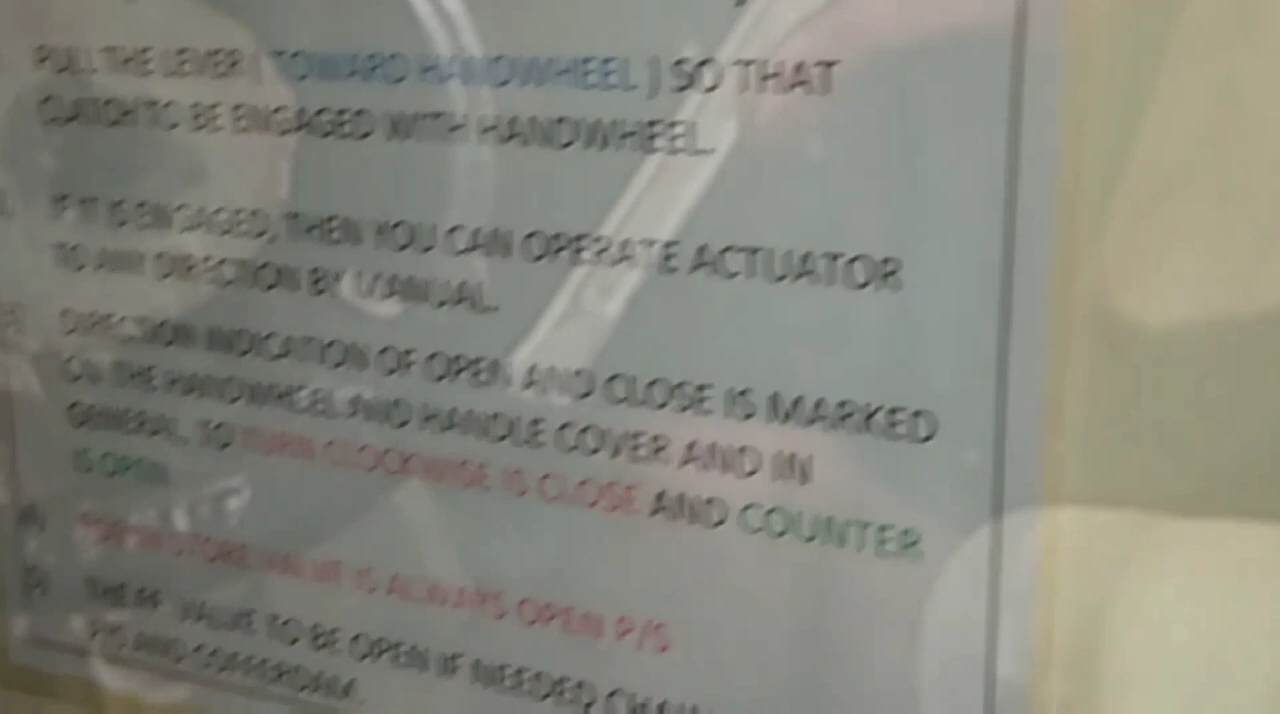 PULL THE LEVER ( TOWARD HANDWHEEL ) SO THAT
CLATCH TO BE ENGAGED WITH HANDWHEEL.
IF IT IS ENGAGED, THEN YOU CAN OPERATE ACTUATOR
TO ANY DIRECTION BY MANUAL.
DIRECTION INDICATION OF OPEN AND CLOSE IS MARKED
ON THE HANDWHEEL AND HANDLE COVER AND IN
GENERAL, TO TURN CLOCKWISE IS CLOSE AND COUNTER
IS OPEN
VALVE IS ALWAYS OPEN P/S
VALVE TO BE OPEN IF NEEDED
AND COFFERDAM.